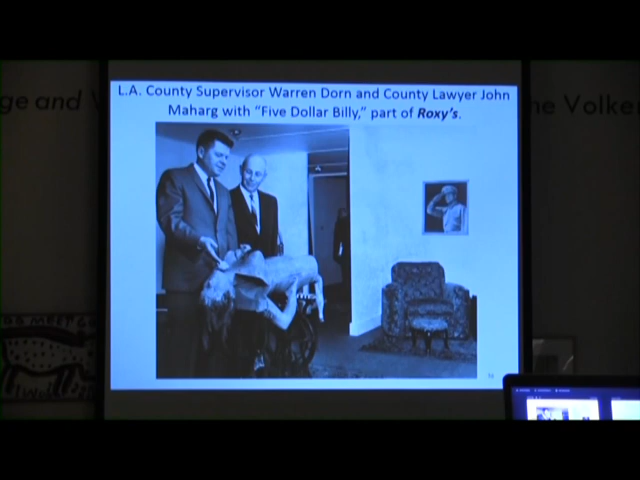 L.A. County Supervisor Warren Dorn and County Lawyer John
Maharg with “Five Dollar Billy,” part of Roxy’s.
ge and
ne Volke